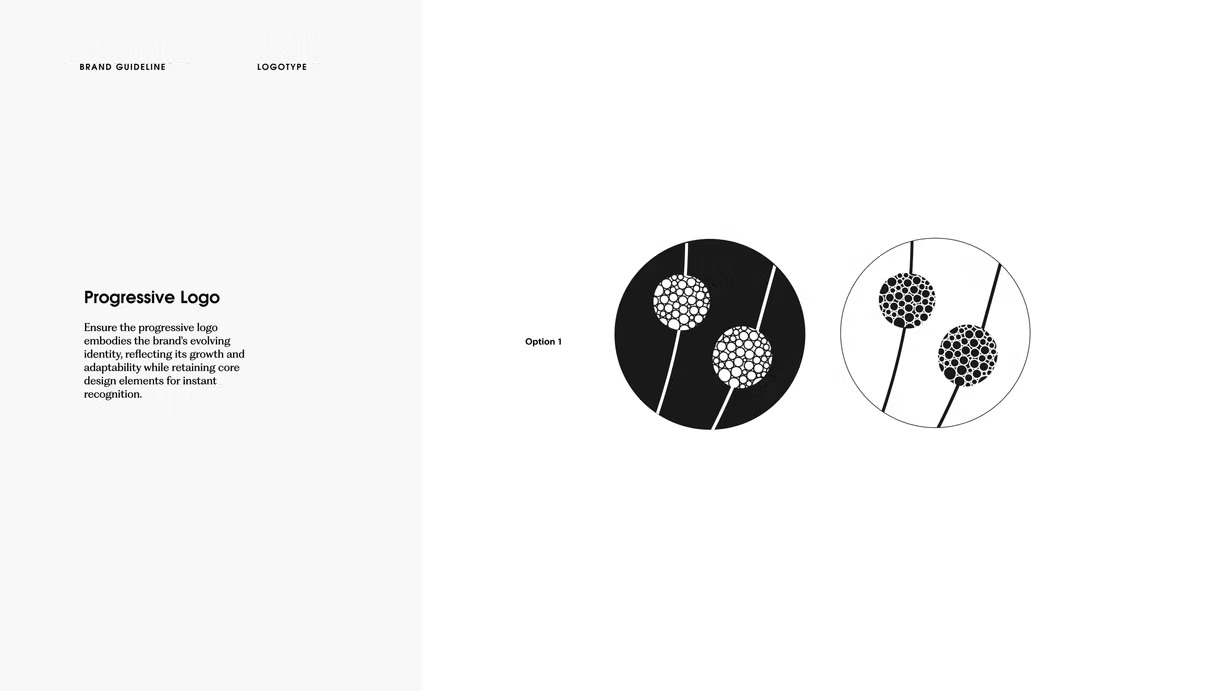 BRAND GUIDELINE
LOGOTYPE
Progressive Logo
Ensure the progressive logo
embodies the brand's evolving
identity, reflecting its growth and
adaptability while retaining core
design elements for instant
recognition.
Option 1